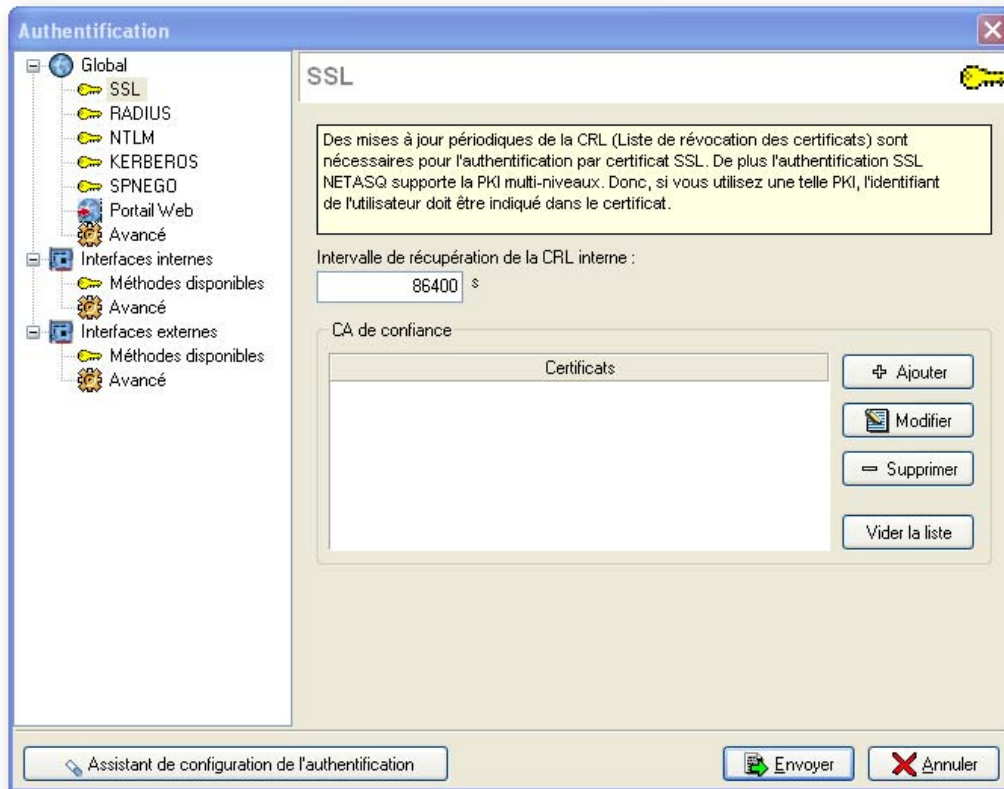 Authentification
Global
SSL
RADIUS
NTLM
KERBEROS
SPNEGO
Portail Web
Avancé
Interfaces internes
Méthodes disponibles
Avancé
Interfaces externes
Méthodes disponibles
Avancé
SSL
Des mises à jour périodiques de la CRL (Liste de révocation des certificats) sont
nécessaires pour l'authentification par certificat SSL. De plus l'authentification SSL
NETASQ supporte la PKI multi-niveaux. Donc, si vous utilisez une telle PKI, l'identifiant
de l'utilisateur doit être indiqué dans le certificat.
Intervalle de récupération de la CRL interne :
86400 s
CA de confiance
Certificats
Ajouter
Modifier
Supprimer
Vider la liste
Assistant de configuration de l'authentification
Envoyer
Annuler